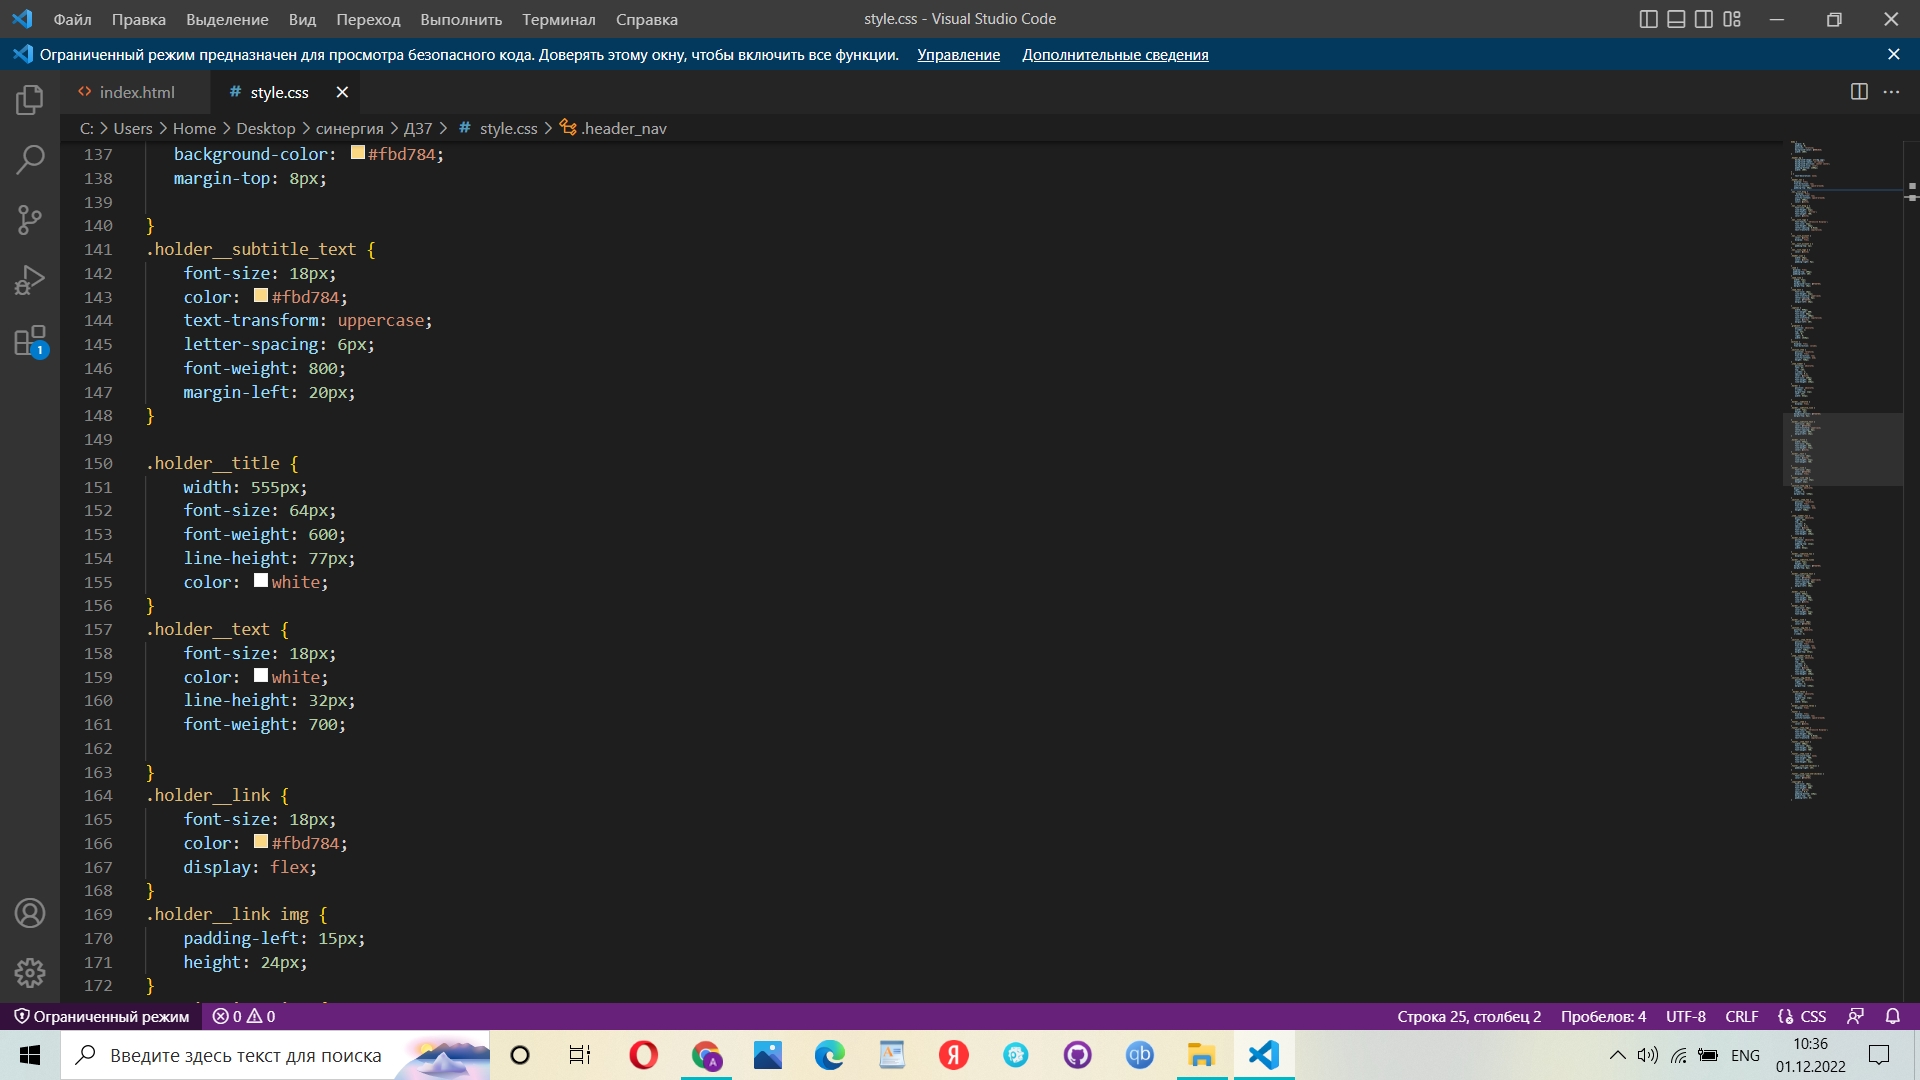 Файл Правка Выделение Вид Переход Выполнить Терминал Справка
style.css - Visual Studio Code
Ограниченный режим предназначен для просмотра безопасного кода. Доверять этому окну, чтобы включить все функции. Управление Дополнительные сведения
index.html
# style.css
C: > Users > Home > Desktop > синергия > Д37 > # style.css > .header_nav
137 background-color: #fbd784;
138 margin-top: 8px;
139
140 }
141 .holder__subtitle_text {
142 font-size: 18px;
143 color: #fbd784;
144 text-transform: uppercase;
145 letter-spacing: 6px;
146 font-weight: 800;
147 margin-left: 20px;
148 }
149
150 .holder__title {
151 width: 555px;
152 font-size: 64px;
153 font-weight: 600;
154 line-height: 77px;
155 color: white;
156 }
157 .holder__text {
158 font-size: 18px;
159 color: white;
160 line-height: 32px;
161 font-weight: 700;
162
163 }
164 .holder__link {
165 font-size: 18px;
166 color: #fbd784;
167 display: flex;
168 }
169 .holder__link img {
170 padding-left: 15px;
171 height: 24px;
172 }
1
Ограниченный режим 0 0
Строка 25, столбец 2 Пробелов: 4 UTF-8 CRLF CSS
Введите здесь текст для поиска
A
Я
qb
ENG
10:36
01.12.2022